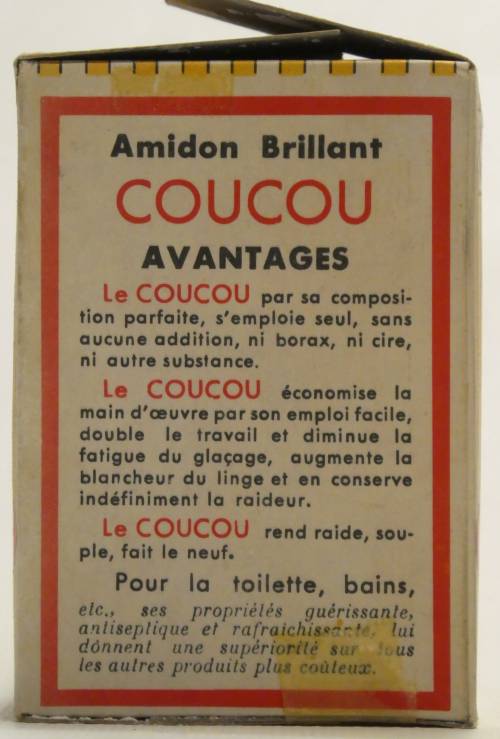 Amidon Brillant
COUCOU
AVANTAGES
Le COUCOU par sa composi-
tion parfaite, s'emploie seul, sans
aucune addition, ni borax, ni cire,
ni autre substance.
Le COUCOU économise la
main d'œuvre par son emploi facile,
double le travail et diminue la
fatigue du glaçage, augmente la
blancheur du linge et en conserve
indéfiniment la raideur.
Le COUCOU rend raide, sou-
ple, fait le neuf.
Pour la toilette, bains,
etc., ses propriétés guérissante,
antiseptique et rafraichissante, lui
dònnent une supériorité sur tous
les autres produits plus coûteux.